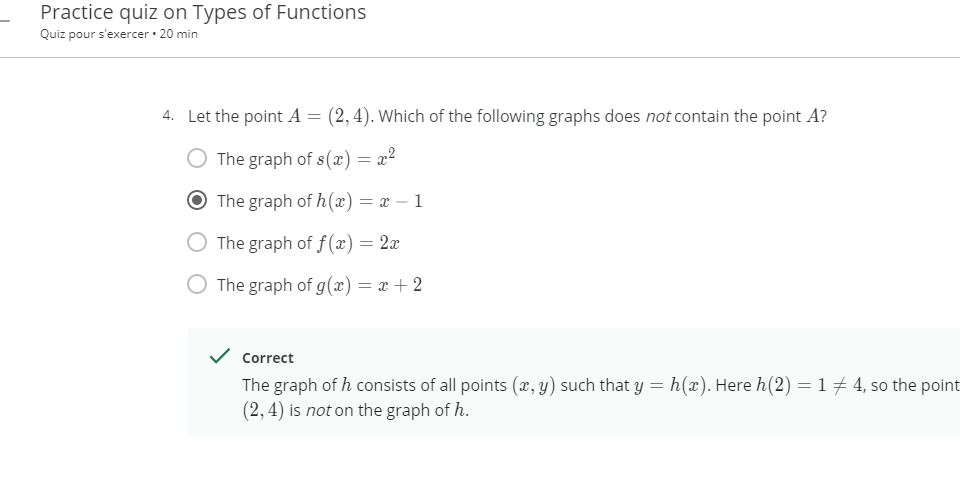 Practice quiz on Types of Functions
Quiz pour s'exercer • 20 min
4. Let the point A = (2, 4). Which of the following graphs does not contain the point A?
The graph of s(x) = x²
The graph of h(x) = x − 1
The graph of f(x) = 2x
The graph of g(x) = x + 2
Correct
The graph of h consists of all points (x, y) such that y = h(x). Here h(2) = 1 ≠ 4, so the point
(2, 4) is not on the graph of h.